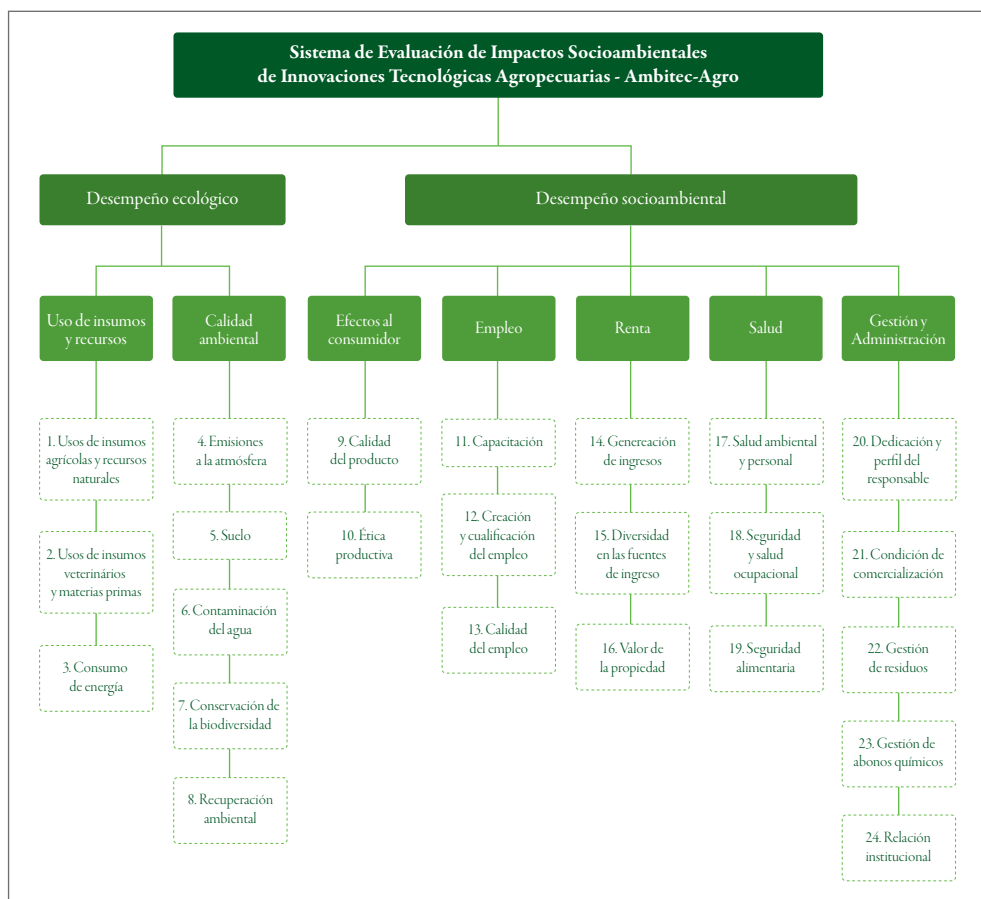 Sistema de Evaluación de Impactos Socioambientales
de Innovaciones Tecnológicas Agropecuarias - Ambitec-Agro
Desempeño ecológico
Desempeño socioambiental
Uso de insumos
y recursos
Calidad
ambiental
Efectos al
consumidor
Empleo
Renta
Salud
Gestión y
Administración
1. Usos de insumos
agrícolas y recursos
naturales
2. Usos de insumos
veterinários
y materias primas
3. Consumo
de energía
4. Emisiones
a la atmósfera
5. Suelo
6. Contaminación
del agua
7. Conservación de
la biodiversidad
8. Recuperación
ambiental
9. Calidad
del producto
10. Ética
productiva
11. Capacitación
12. Creación
y cualificación
del empleo
13. Calidad
del empleo
14. Genereación
de ingresos
15. Diversidad
en las fuentes
de ingreso
16. Valor de
la propiedad
17. Salud ambiental
y personal
18. Seguridad
y salud
ocupacional
19. Seguridad
alimentaria
20. Dedicación y
perfil del
responsable
21. Condición de
comercialización
22. Gestión
de residuos
23. Gestión de
abonos químicos
24. Relación
institucional